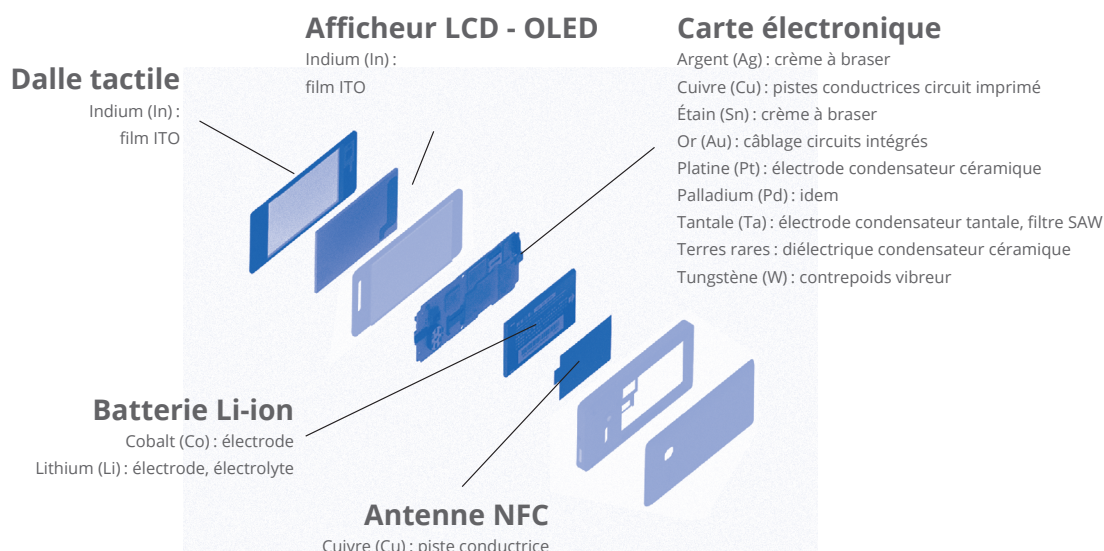 Afficheur LCD - OLED
Indium (In) :
film ITO
Carte électronique
Argent (Ag) : crème à braser
Cuivre (Cu) : pistes conductrices circuit imprimé
Étain (Sn) : crème à braser
Or (Au) : câblage circuits intégrés
Platine (Pt) : électrode condensateur céramique
Palladium (Pd) : idem
Tantale (Ta) : électrode condensateur tantale, filtre SAW
Terres rares : diélectrique condensateur céramique
Tungstène (W) : contrepoids vibreur
Dalle tactile
Indium (In) :
film ITO
Batterie Li-ion
Cobalt (Co) : électrode
Lithium (Li) : électrode, électrolyte
Antenne NFC
Cuivre (Cu) : piste conductrice